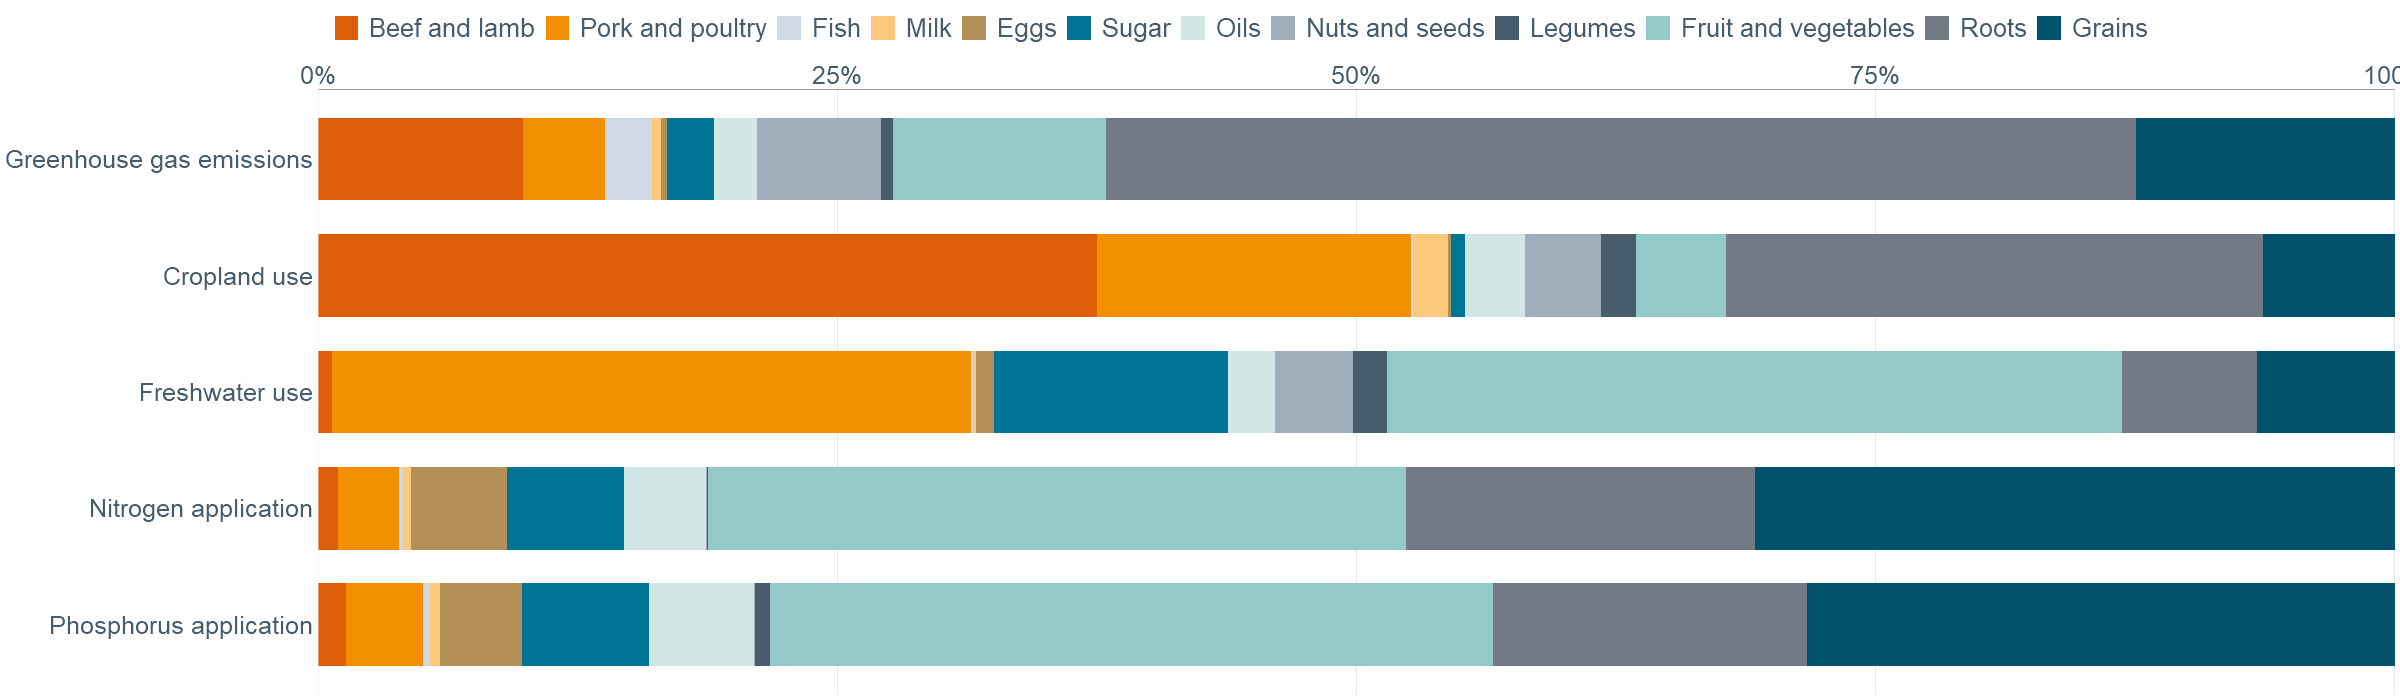 Beef and lamb Pork and poultry Fish Milk Eggs Sugar Oils Nuts and seeds Legumes Fruit and vegetables Roots Grains
0% 25% 50% 75% 100
Greenhouse gas emissions
Cropland use
Freshwater use
Nitrogen application
Phosphorus application